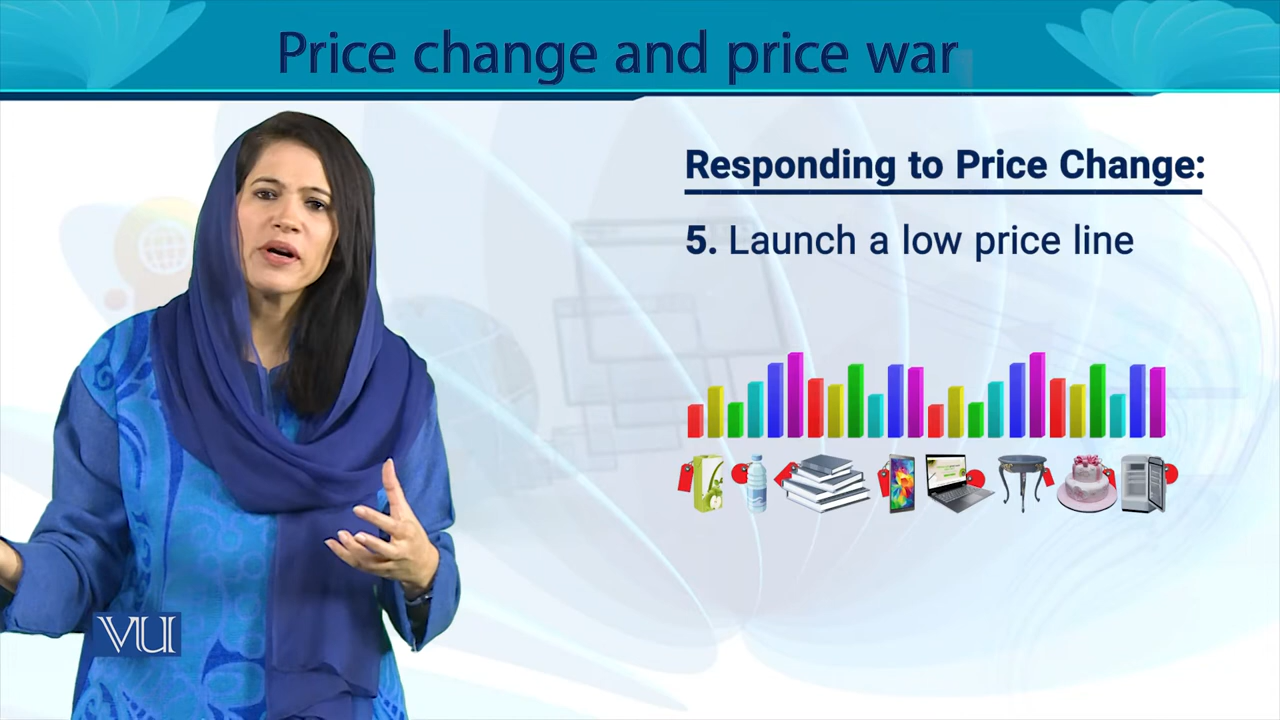 Price change and price war
Responding to Price Change:
5. Launch a low price line
VU